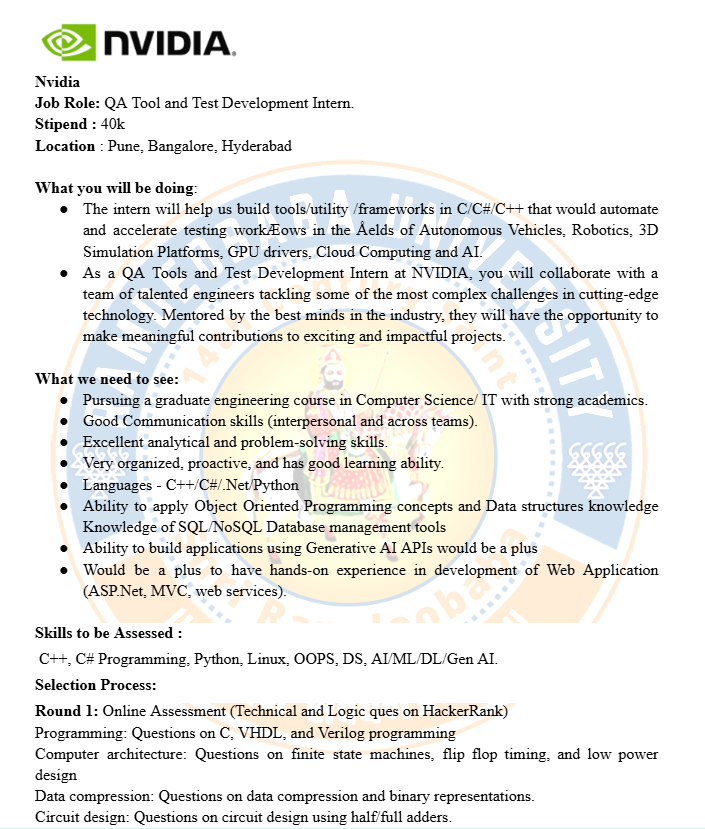 NVIDIA.
Nvidia
Job Role: QA Tool and Test Development Intern.
Stipend : 40k
Location : Pune, Bangalore, Hyderabad
What you will be doing:
● The intern will help us build tools/utility /frameworks in C/C#/C++ that would automate
and accelerate testing workÆows in the Åelds of Autonomous Vehicles, Robotics, 3D
Simulation Platforms, GPU drivers, Cloud Computing and AI.
● As a QA Tools and Test Development Intern at NVIDIA, you will collaborate with a
team of talented engineers tackling some of the most complex challenges in cutting-edge
technology. Mentored by the best minds in the industry, they will have the opportunity to
make meaningful contributions to exciting and impactful projects.
What we need to see:
● Pursuing a graduate engineering course in Computer Science/ IT with strong academics.
● Good Communication skills (interpersonal and across teams).
● Excellent analytical and problem-solving skills.
● Very organized, proactive, and has good learning ability.
● Languages - C++/C#/.Net/Python
● Ability to apply Object Oriented Programming concepts and Data structures knowledge
Knowledge of SQL/NoSQL Database management tools
● Ability to build applications using Generative AI APIs would be a plus
● Would be a plus to have hands-on experience in development of Web Application
(ASP.Net, MVC, web services).
Skills to be Assessed :
C++, C# Programming, Python, Linux, OOPS, DS, AI/ML/DL/Gen AI.
Selection Process:
Round 1: Online Assessment (Technical and Logic ques on HackerRank)
Programming: Questions on C, VHDL, and Verilog programming
Computer architecture: Questions on finite state machines, flip flop timing, and low power
design
Data compression: Questions on data compression and binary representations.
Circuit design: Questions on circuit design using half/full adders.